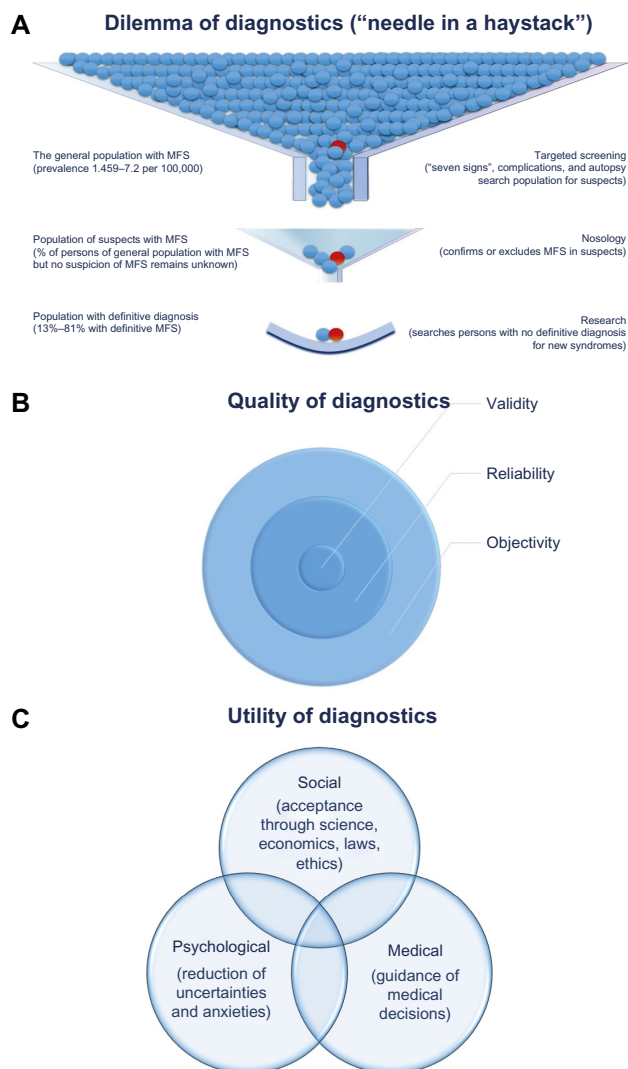 A
Dilemma of diagnostics (“needle in a haystack”)
The general population with MFS
(prevalence 1.459–7.2 per 100,000)
Targeted screening
(“seven signs”, complications, and autopsy
search population for suspects)
Population of suspects with MFS
(% of persons of general population with MFS
but no suspicion of MFS remains unknown)
Nosology
(confirms or excludes MFS in suspects)
Population with definitive diagnosis
(13%–81% with definitive MFS)
Research
(searches persons with no definitive diagnosis
for new syndromes)
B
Quality of diagnostics
Validity
Reliability
Objectivity
C
Utility of diagnostics
Social
(acceptance
through science,
economics, laws,
ethics)
Psychological
(reduction of
uncertainties
and anxieties)
Medical
(guidance of
medical
decisions)